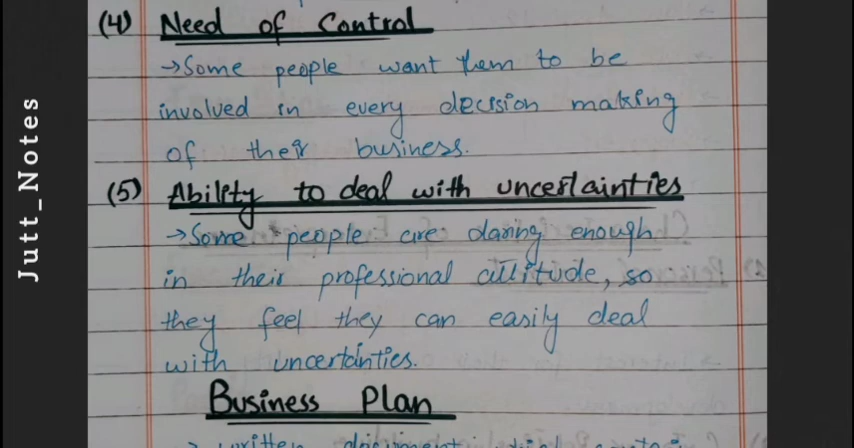 Jutt_Notes
(4) Need of Control
→Some people want them to be
involved in every decision making
of their business.
(5) Ability to deal with uncertainties
→Some people are daring enough
in their professional attitude, so
they feel they can easily deal
with uncertainties.
Business Plan
written document